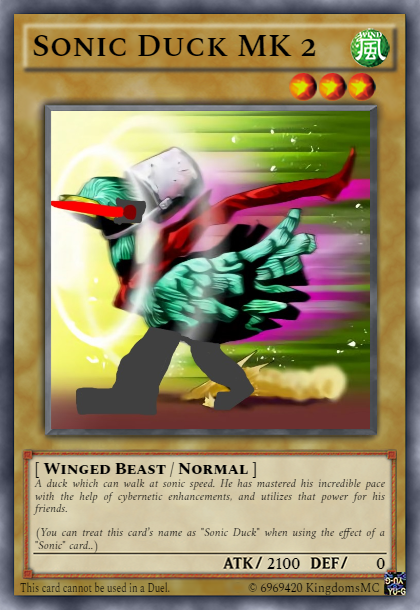 Sonic Duck MK 2
WIND
風
[ Winged Beast / Normal ]
A duck which can walk at sonic speed. He has mastered his incredible pace
with the help of cybernetic enhancements, and utilizes that power for his
friends.
(You can treat this card's name as "Sonic Duck" when using the effect of a
"Sonic" card..)
ATK/ 2100 DEF/ 0
This card cannot be used in a Duel. © 6969420 KingdomsMC